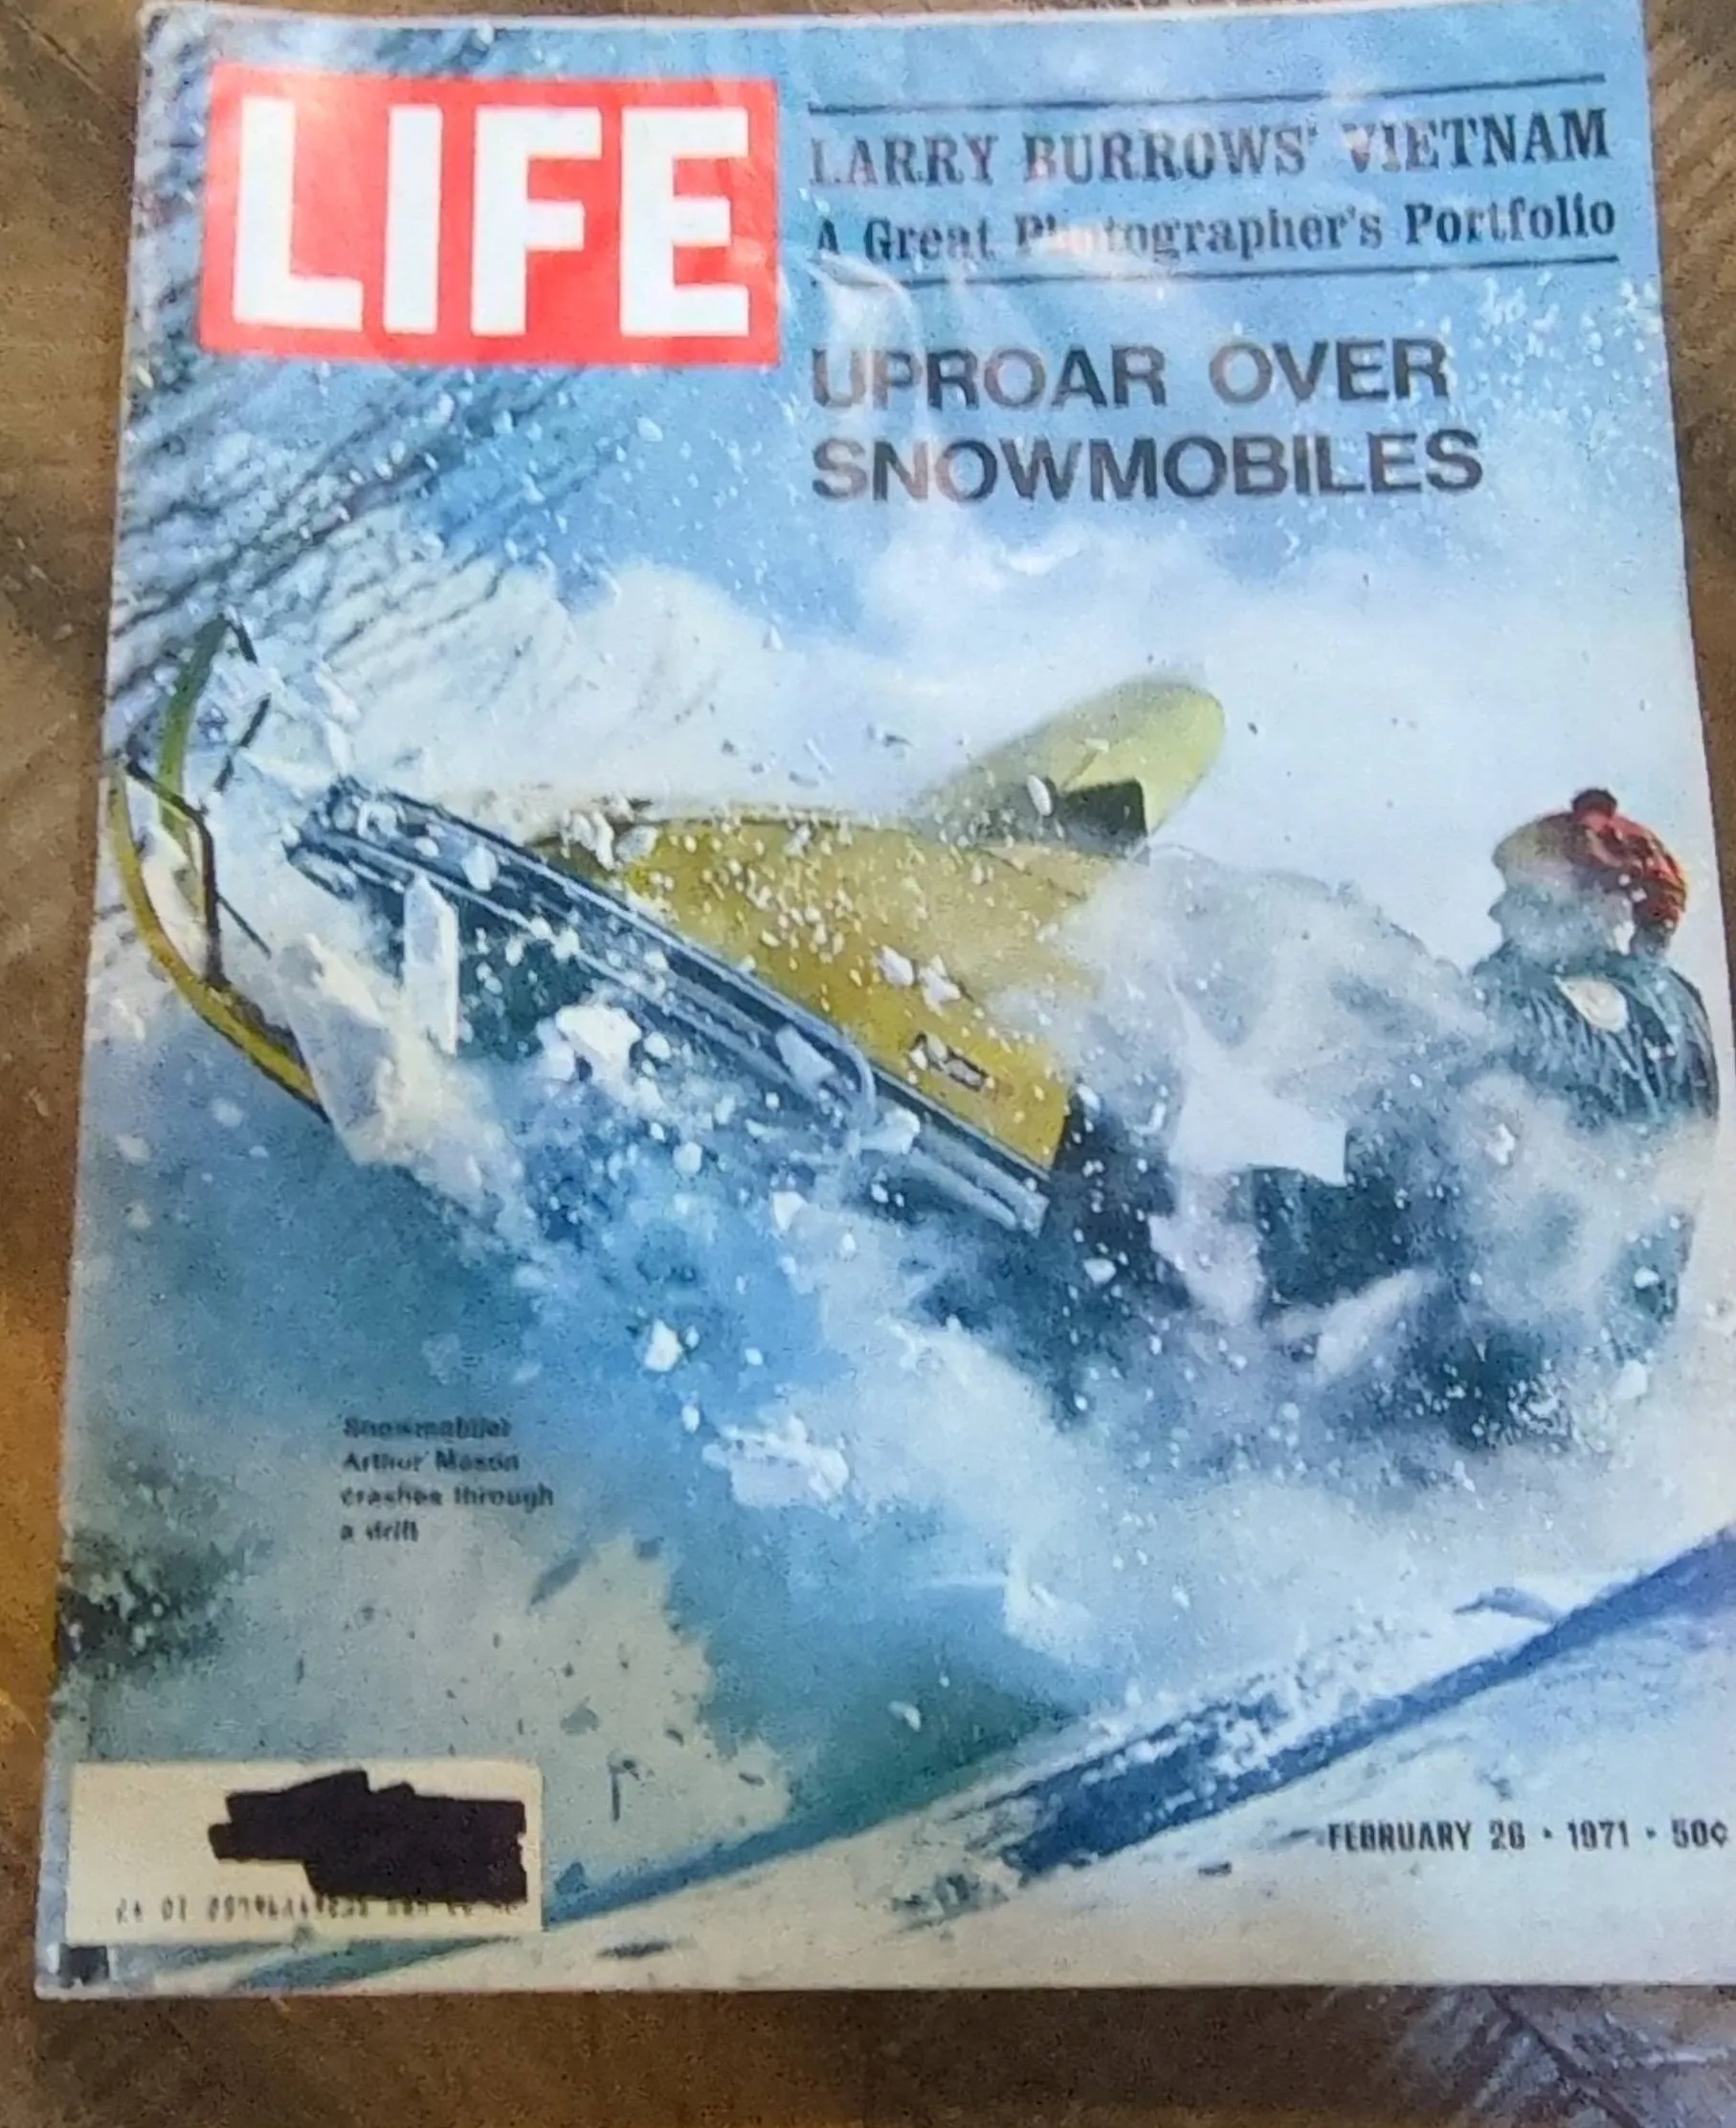 LIFE
LARRY BURROWS' VIETNAM
A Great Photographer's Portfolio
UPROAR OVER
SNOWMOBILES
Snowmobiler
Arthur Mason
crashes through
a drift
FEBRUARY 26 • 1971 • 50¢